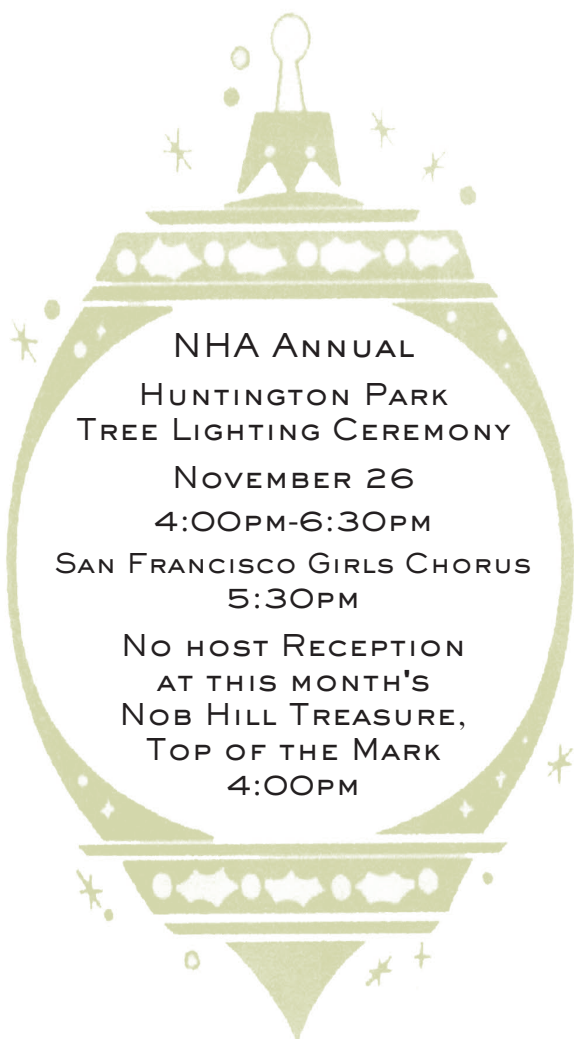 NHA Annual
Huntington Park
Tree Lighting Ceremony
November 26
4:00pm-6:30pm
San Francisco Girls Chorus
5:30pm
No host Reception
at this month's
Nob Hill Treasure,
Top of the Mark
4:00pm